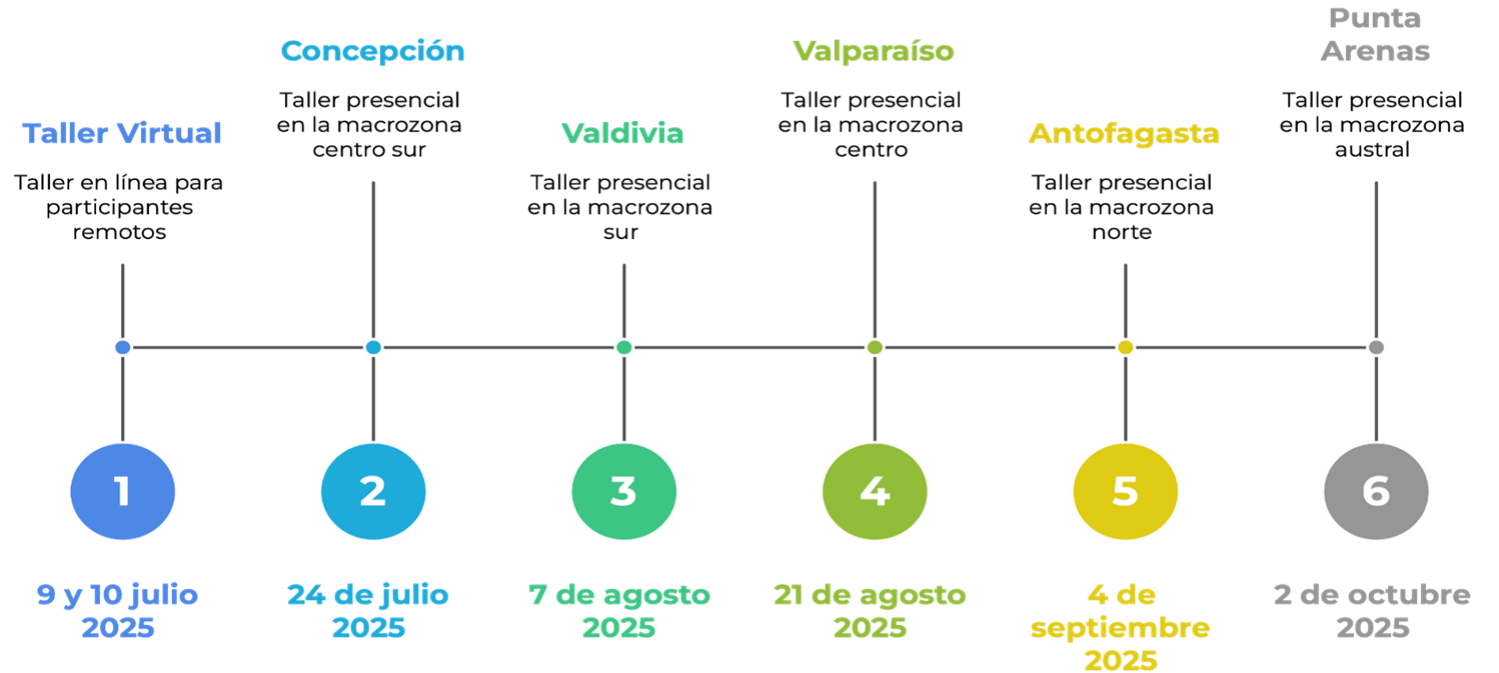 Taller Virtual
Taller en línea para
participantes
remotos
1
9 y 10 julio
2025
Concepción
Taller presencial
en la macrozona
centro sur
2
24 de julio
2025
Valdivia
Taller presencial
en la macrozona
sur
3
7 de agosto
2025
Valparaíso
Taller presencial
en la macrozona
centro
4
21 de agosto
2025
Antofagasta
Taller presencial
en la macrozona
norte
5
4 de
septiembre
2025
Punta
Arenas
Taller presencial
en la macrozona
austral
6
2 de octubre
2025